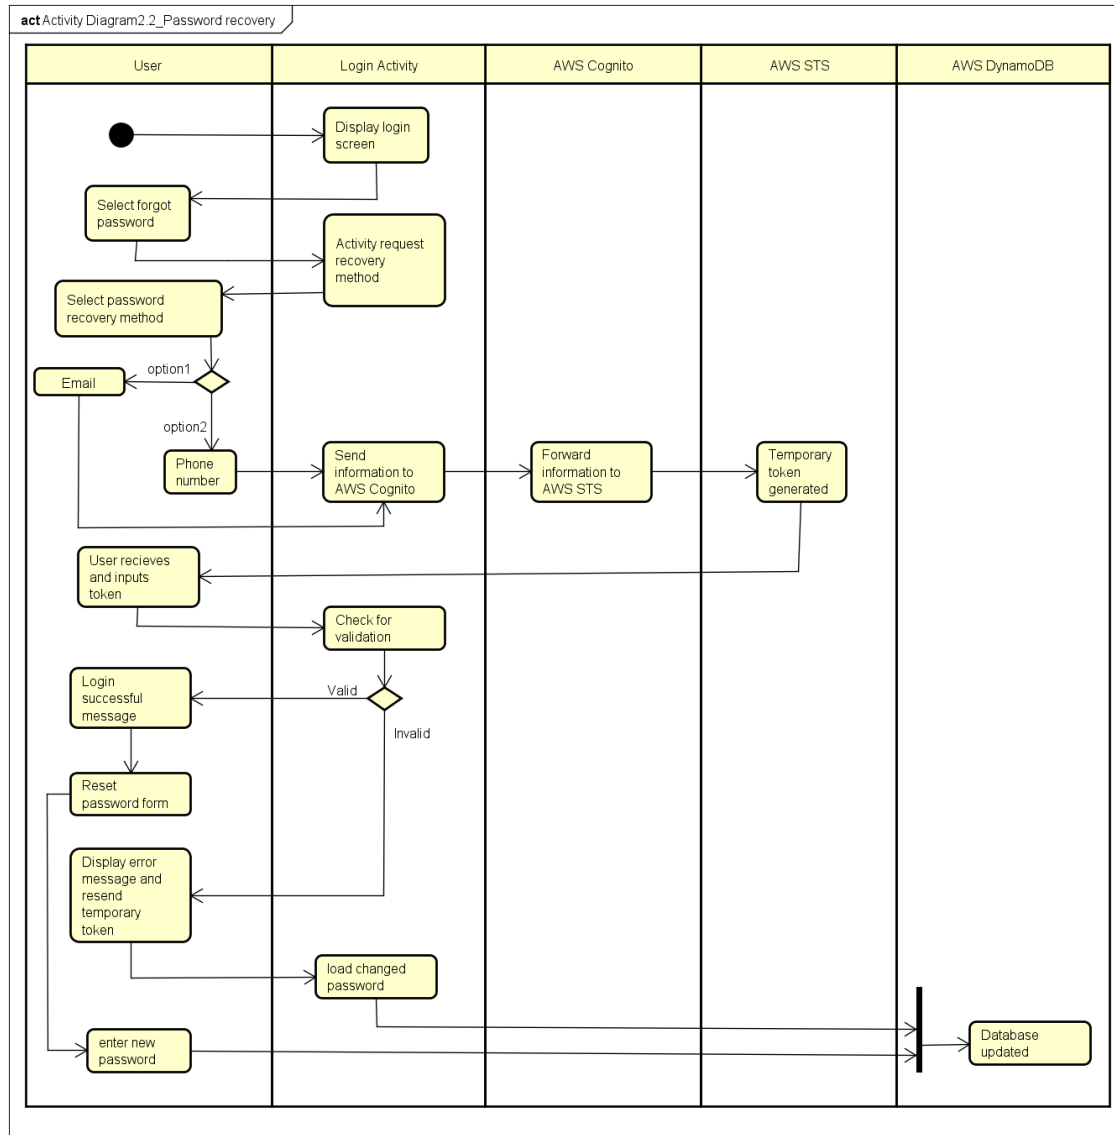 act Activity Diagram2.2_Password recovery
User
Login Activity
AWS Cognito
AWS STS
AWS DynamoDB
Display login
screen
Select forgot
password
Activity request
recovery
method
Select password
recovery method
option1
Email
option2
Phone
number
Send
information to
AWS Cognito
Forward
information to
AWS STS
Temporary
token
generated
User recieves
and inputs
token
Check for
validation
Valid
Login
successful
message
Invalid
Reset
password form
Display error
message and
resend
temporary
token
load changed
password
enter new
password
Database
updated